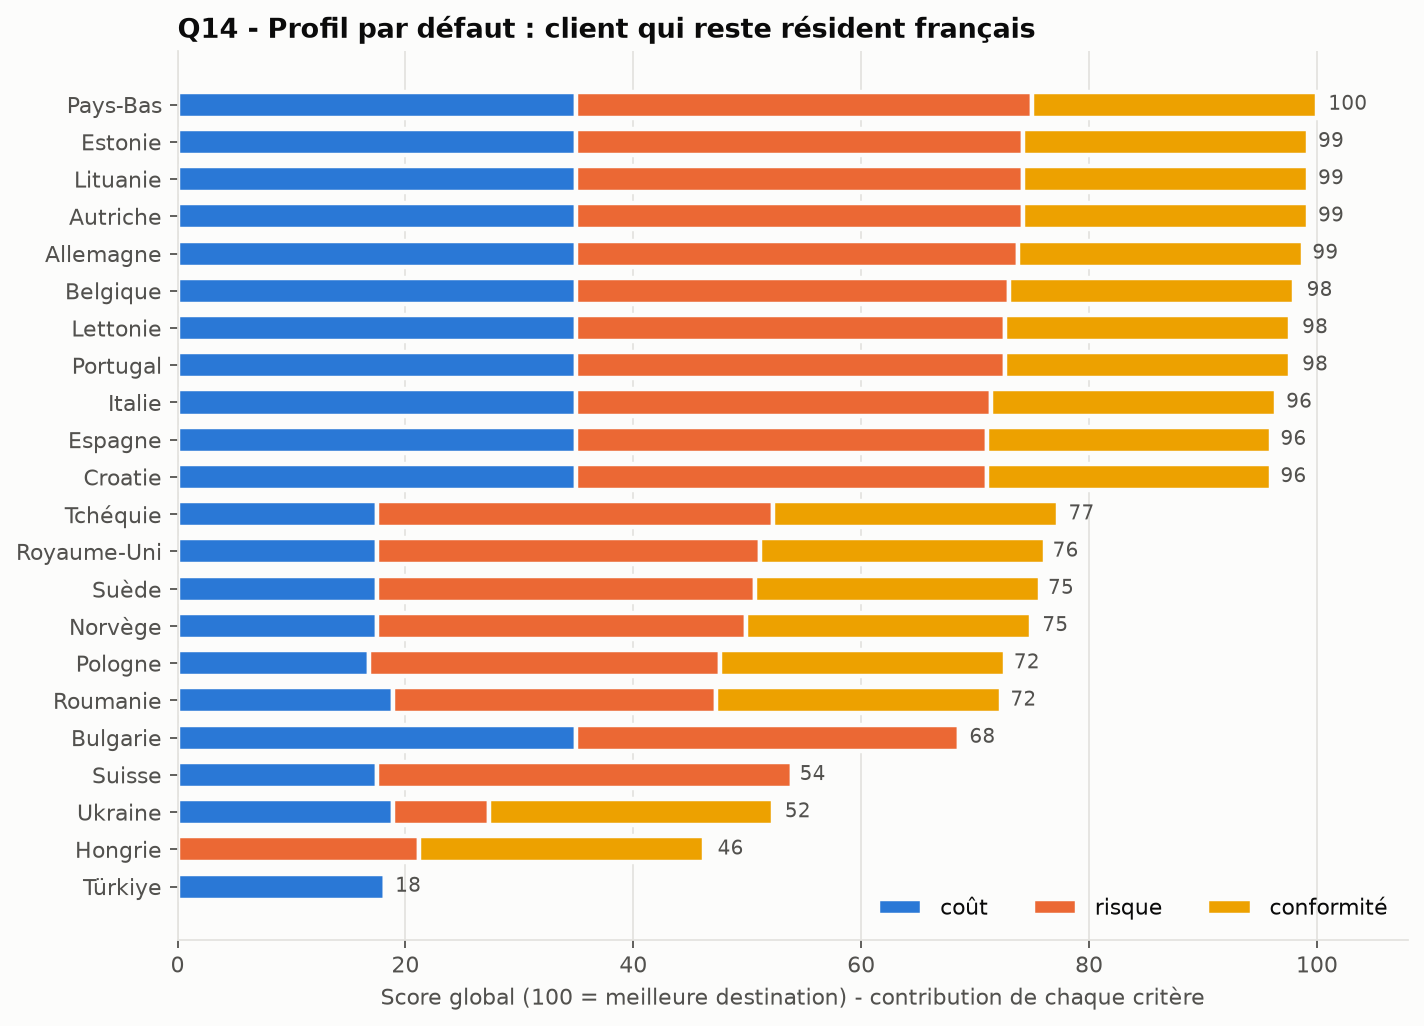 Q14 - Profil par défaut : client qui reste résident français
Pays-Bas 100
Estonie 99
Lituanie 99
Autriche 99
Allemagne 99
Belgique 98
Lettonie 98
Portugal 98
Italie 96
Espagne 96
Croatie 96
Tchéquie 77
Royaume-Uni 76
Suède 75
Norvège 75
Pologne 72
Roumanie 72
Bulgarie 68
Suisse 54
Ukraine 52
Hongrie 46
Türkiye 18
coût risque conformité
0 20 40 60 80 100
Score global (100 = meilleure destination) - contribution de chaque critère